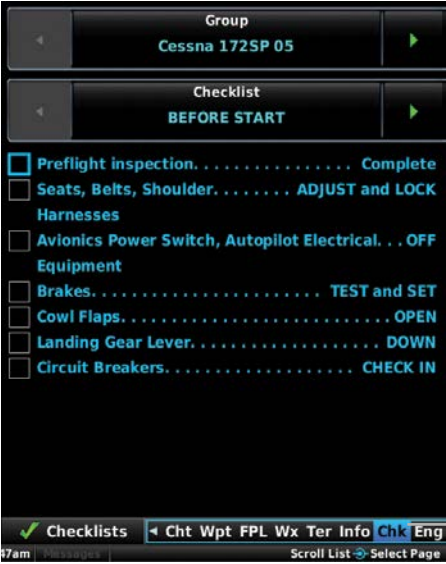 Group
Cessna 172SP 05
Checklist
BEFORE START
Preflight inspection. . . . . . . . . . . . . . . . Complete
Seats, Belts, Shoulder. . . . . . . . ADJUST and LOCK
Harnesses
Avionics Power Switch, Autopilot Electrical. . . OFF
Equipment
Brakes. . . . . . . . . . . . . . . . . . . . . . . TEST and SET
Cowl Flaps. . . . . . . . . . . . . . . . . . . . . . . . . . . OPEN
Landing Gear Lever. . . . . . . . . . . . . . . . . . . DOWN
Circuit Breakers. . . . . . . . . . . . . . . . . . CHECK IN
Checklists Cht Wpt FPL Wx Ter Info Chk Eng
47am Messages Scroll List Select Page